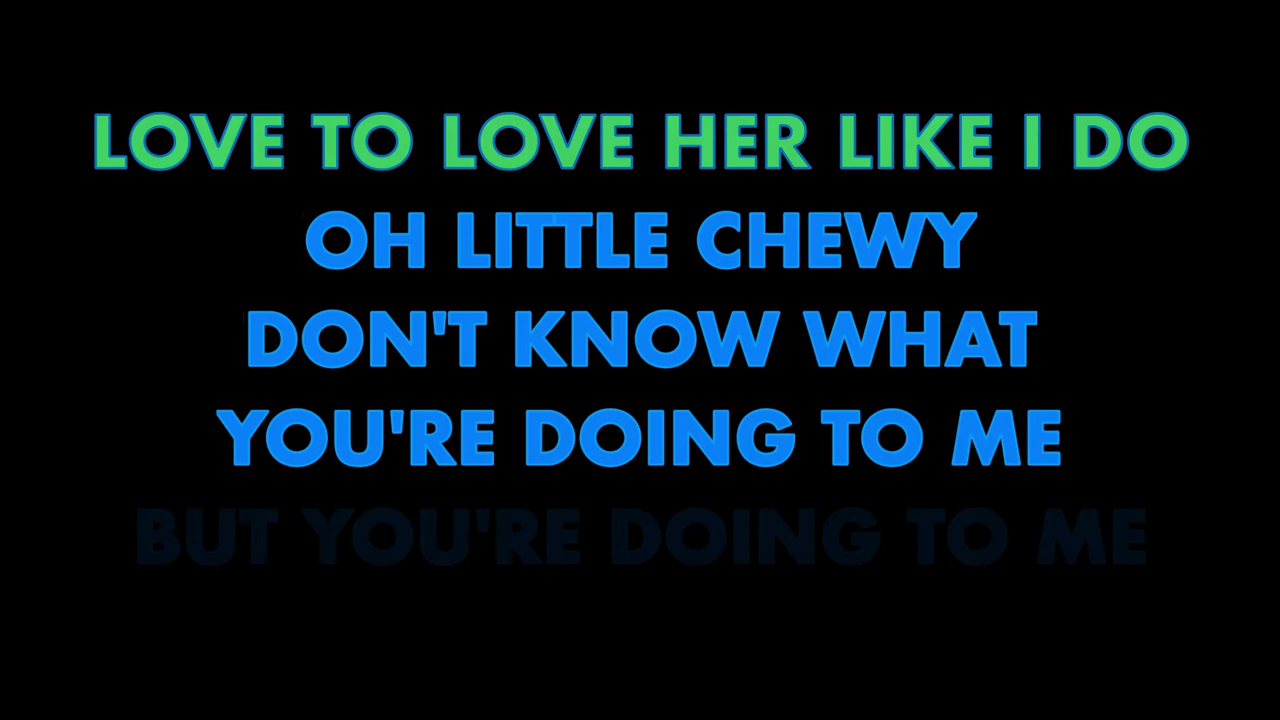 LOVE TO LOVE HER LIKE I DO
OH LITTLE CHEWY
DON'T KNOW WHAT
YOU'RE DOING TO ME
BUT YOU'RE DOING TO ME